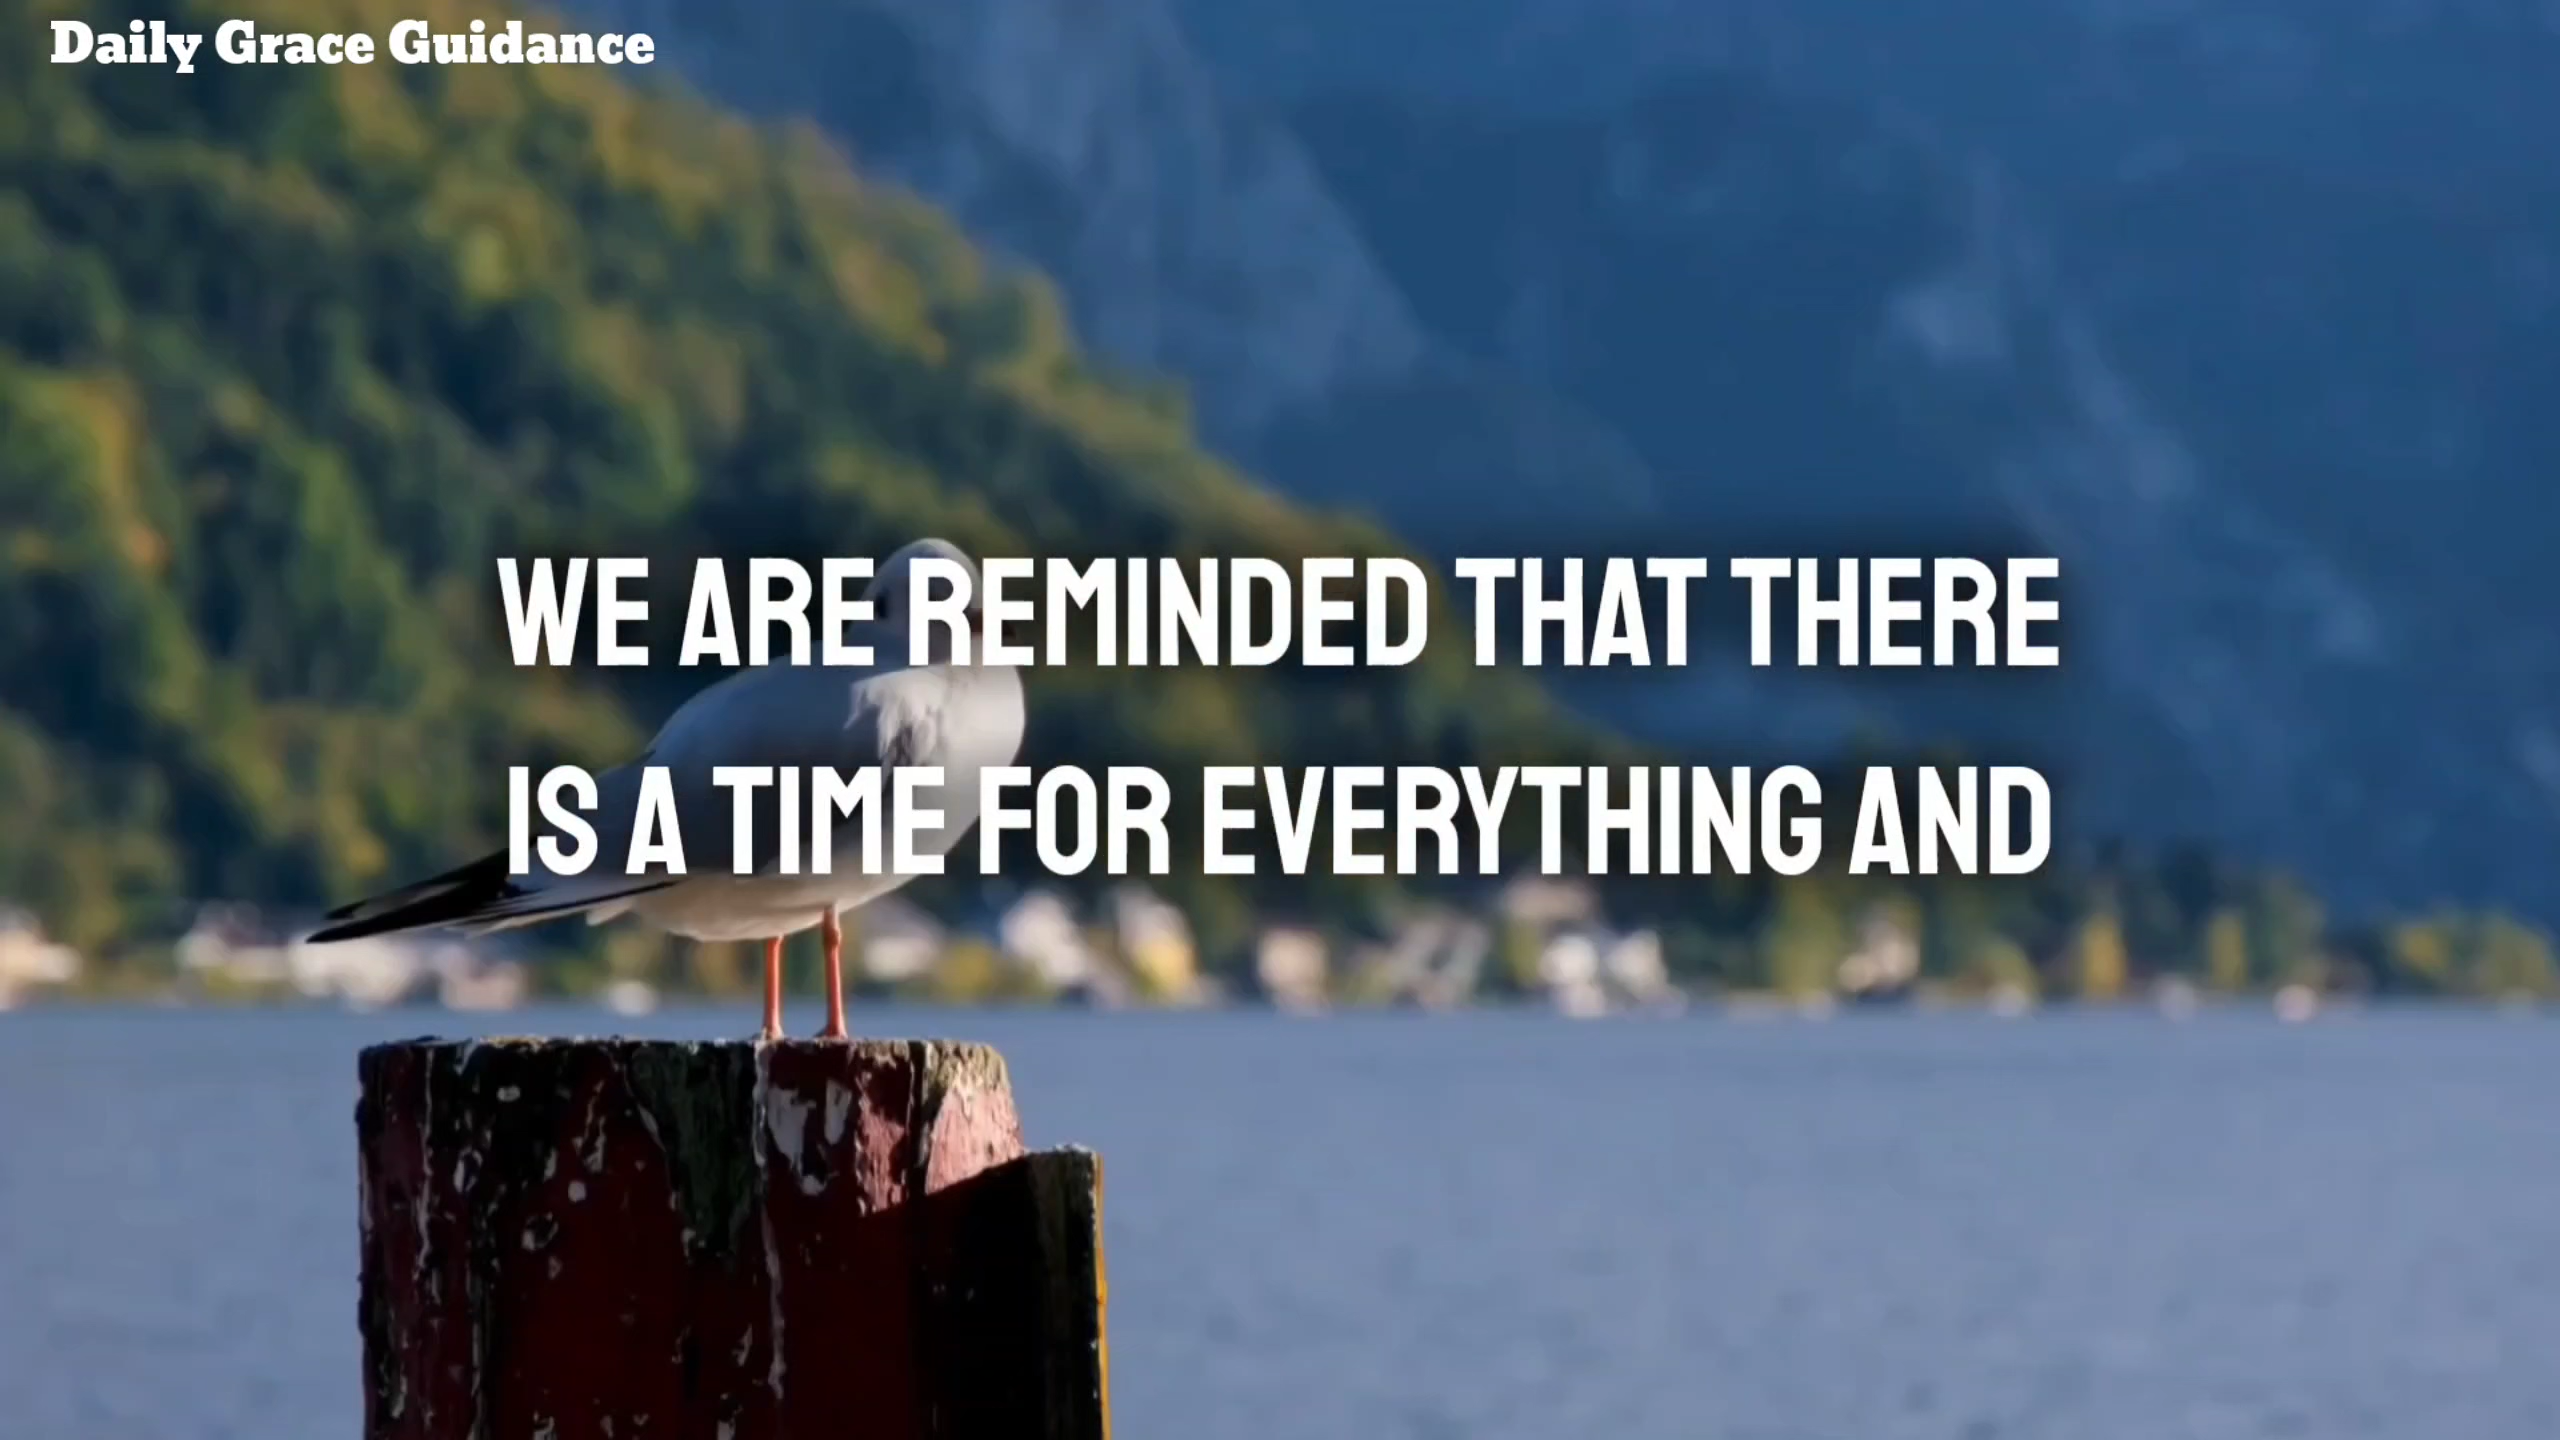 Daily Grace Guidance
WE ARE REMINDED THAT THERE
IS A TIME FOR EVERYTHING AND